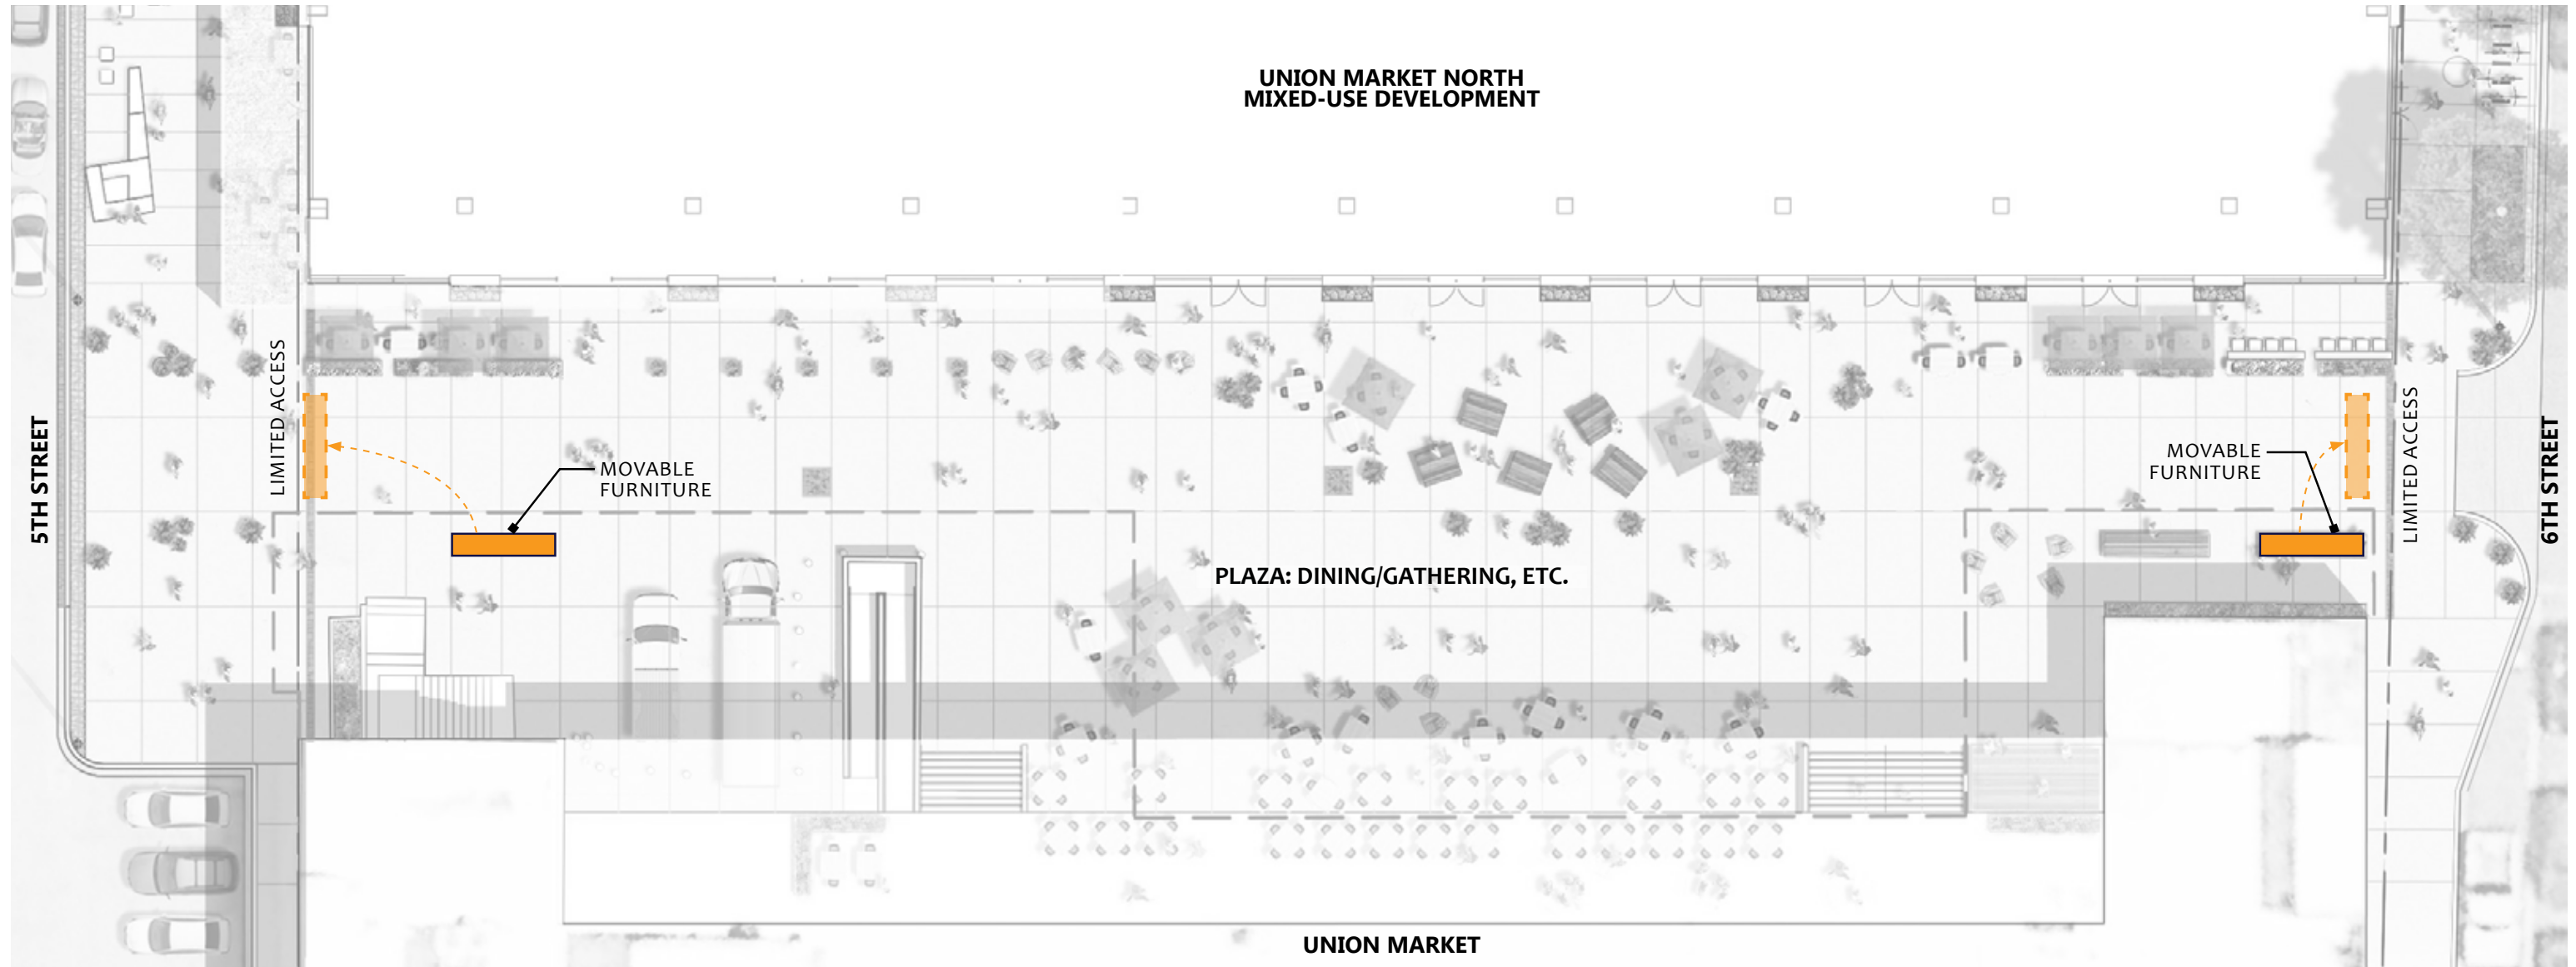 UNION MARKET NORTH
MIXED-USE DEVELOPMENT
LIMITED ACCESS
5TH STREET
MOVABLE
FURNITURE
MOVABLE
FURNITURE
LIMITED ACCESS
6TH STREET
PLAZA: DINING/GATHERING, ETC.
UNION MARKET